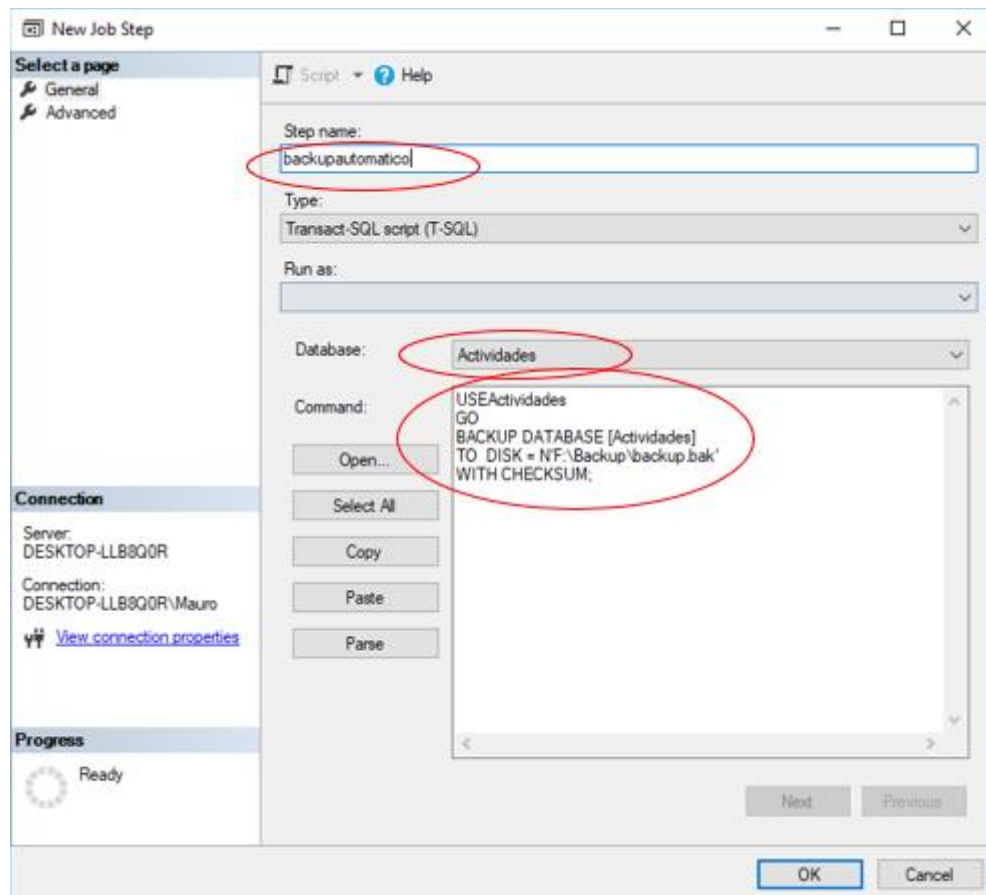 New Job Step
Select a page
General
Advanced
Script
Help
Step name:
backupautomatico
Type:
Transact-SQL script (T-SQL)
Run as:
Database:
Actividades
Command:
USEActividades
GO
BACKUP DATABASE [Actividades]
TO DISK = N'F:\Backup\backup.bak'
WITH CHECKSUM;
Open...
Select All
Copy
Paste
Parse
Connection
Server:
DESKTOP-LLB8Q0R
Connection:
DESKTOP-LLB8Q0R\Mauro
View connection properties
Progress
Ready
Next
Previous
OK
Cancel